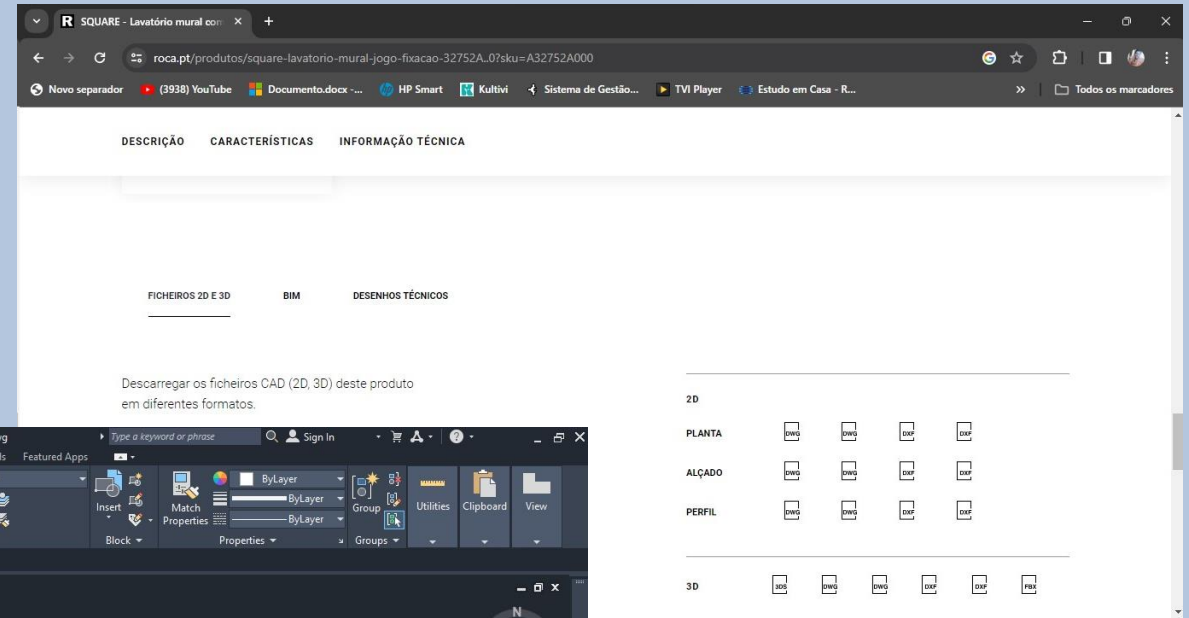 R SQUARE - Lavatório mural con
roca.pt/produtos/square-lavatorio-mural-jogo-fixacao-32752A..0?sku=A32752A000
Novo separador (3938) YouTube Documento.docx -... HP Smart Kultivi Sistema de Gestão... TVI Player Estudo em Casa - R... » Todos os marcadores
DESCRIÇÃO CARACTERÍSTICAS INFORMAÇÃO TÉCNICA
FICHEIROS 2D E 3D BIM DESENHOS TÉCNICOS
Descarregar os ficheiros CAD (2D, 3D) deste produto
em diferentes formatos.
2D
PLANTA DWG DWG DXF DXF
ALÇADO DWG DWG DXF DXF
PERFIL DWG DWG DXF DXF
3D 3DS DWG DWG DXF DXF FBX
vg Type a keyword or phrase Sign In
ls Featured Apps
Insert Match Properties ByLayer ByLayer ByLayer Group Utilities Clipboard View
Block Properties Groups
N